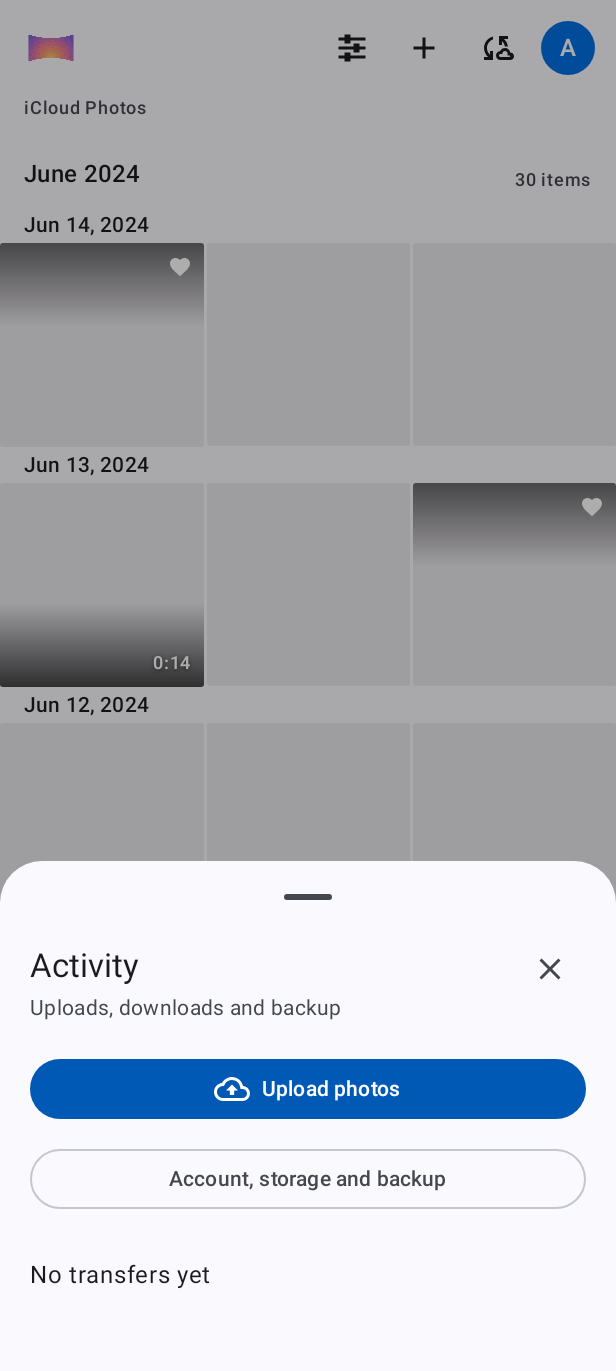 A
iCloud Photos
June 2024
30 items
Jun 14, 2024
Jun 13, 2024
0:14
Jun 12, 2024
Activity
Uploads, downloads and backup
Upload photos
Account, storage and backup
No transfers yet